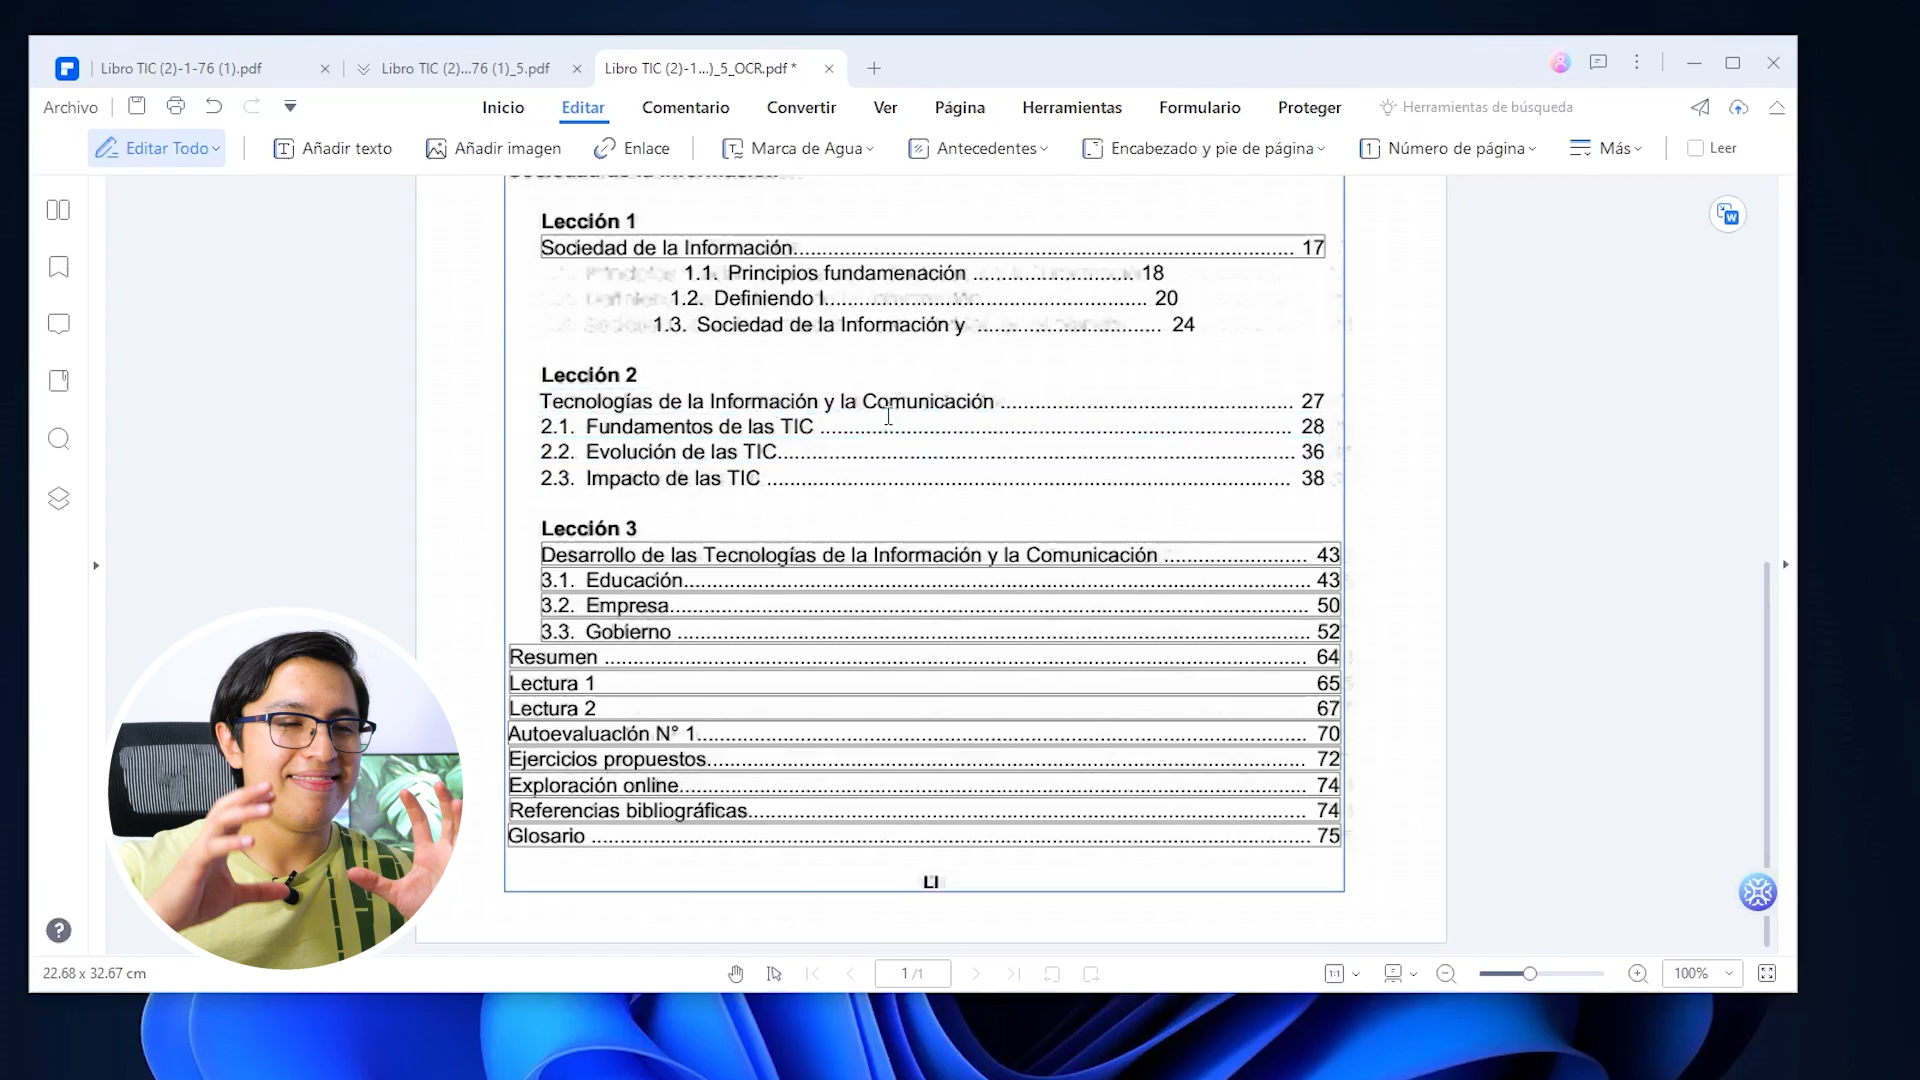 Libro TIC (2)-1-76 (1).pdf
Libro TIC (2)...76 (1)_5.pdf
Libro TIC (2)-1...)_5_OCR.pdf *
Archivo
Inicio
Editar
Comentario
Convertir
Ver
Página
Herramientas
Formulario
Proteger
Herramientas de búsqueda
Editar Todo
Añadir texto
Añadir imagen
Enlace
Marca de Agua
Antecedentes
Encabezado y pie de página
Número de página
Más
Leer
Lección 1
Sociedad de la Información.................................................................................... 17
1.1. Principios fundamenación ........................... 18
1.2. Definiendo l...................................................... 20
1.3. Sociedad de la Información y ............................... 24
Lección 2
Tecnologías de la Información y la Comunicación ................................................. 27
2.1. Fundamentos de las TIC ................................................................................ 28
2.2. Evolución de las TIC....................................................................................... 36
2.3. Impacto de las TIC ......................................................................................... 38
Lección 3
Desarrollo de las Tecnologías de la Información y la Comunicación ........................ 43
3.1. Educación......................................................................................................... 43
3.2. Empresa........................................................................................................... 50
3.3. Gobierno .......................................................................................................... 52
Resumen ...................................................................................................................... 64
Lectura 1 65
Lectura 2 67
Autoevaluaclón N° 1....................................................................................................... 70
Ejercicios propuestos..................................................................................................... 72
Exploración online.......................................................................................................... 74
Referencias bibliográficas.............................................................................................. 74
Glosario ......................................................................................................................... 75
LI
22.68 x 32.67 cm
1 /1
100%